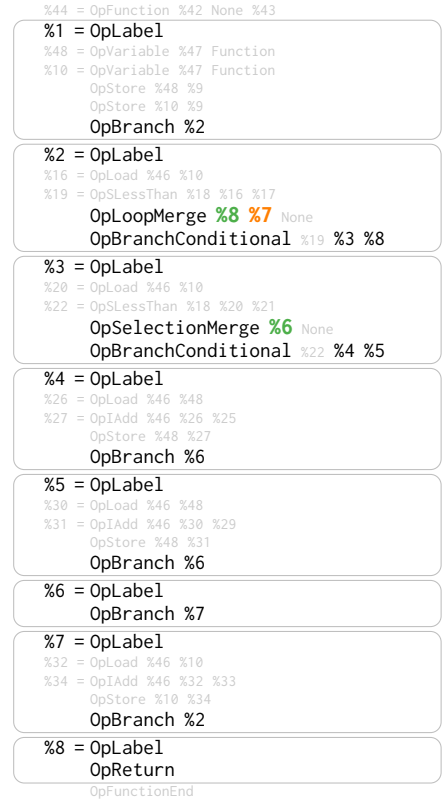 %44 = OpFunction %42 None %43
%1 = OpLabel
%48 = OpVariable %47 Function
%10 = OpVariable %47 Function
OpStore %48 %9
OpStore %10 %9
OpBranch %2
%2 = OpLabel
%16 = OpLoad %46 %10
%19 = OpSLessThan %18 %16 %17
OpLoopMerge %8 %7 None
OpBranchConditional %19 %3 %8
%3 = OpLabel
%20 = OpLoad %46 %10
%22 = OpSLessThan %18 %20 %21
OpSelectionMerge %6 None
OpBranchConditional %22 %4 %5
%4 = OpLabel
%26 = OpLoad %46 %48
%27 = OpIAdd %46 %26 %25
OpStore %48 %27
OpBranch %6
%5 = OpLabel
%30 = OpLoad %46 %48
%31 = OpIAdd %46 %30 %29
OpStore %48 %31
OpBranch %6
%6 = OpLabel
OpBranch %7
%7 = OpLabel
%32 = OpLoad %46 %10
%34 = OpIAdd %46 %32 %33
OpStore %10 %34
OpBranch %2
%8 = OpLabel
OpReturn
OpFunctionEnd